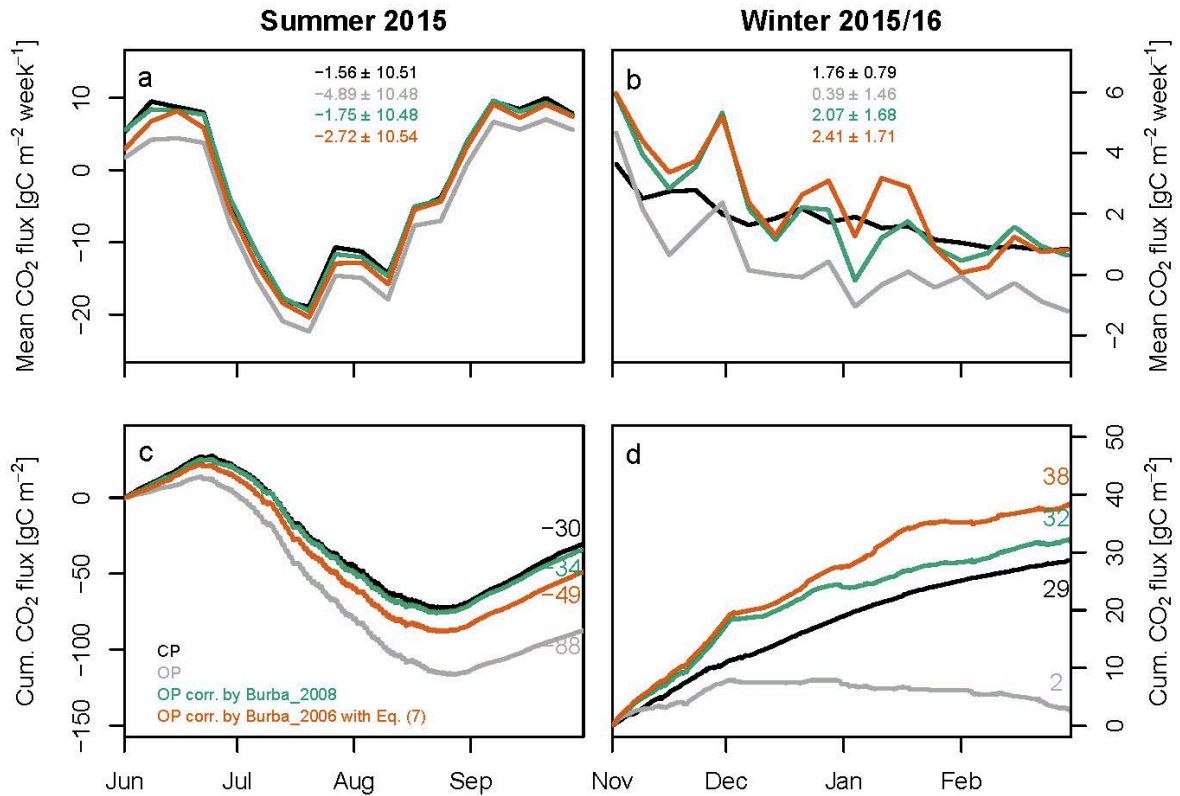 Summer 2015
Winter 2015/16
Mean CO₂ flux [gC m⁻² week⁻¹]
10
0
−10
−20
a
−1.56 ± 10.51
−4.89 ± 10.48
−1.75 ± 10.48
−2.72 ± 10.54
b
1.76 ± 0.79
0.39 ± 1.46
2.07 ± 1.68
2.41 ± 1.71
6
4
2
0
−2
Mean CO₂ flux [gC m⁻² week⁻¹]
Cum. CO₂ flux [gC m⁻²]
0
−50
−100
−150
c
−30
−34
−49
−88
CP
OP
OP corr. by Burba_2008
OP corr. by Burba_2006 with Eq. (7)
Jun
Jul
Aug
Sep
d
38
32
29
2
50
40
30
20
10
0
Cum. CO₂ flux [gC m⁻²]
Nov
Dec
Jan
Feb